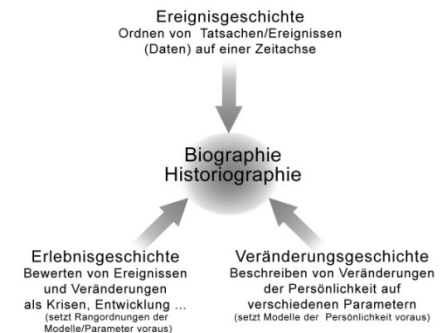 Ereignisgeschichte
Ordnen von Tatsachen/Ereignissen
(Daten) auf einer Zeitachse
Biographie
Historiographie
Erlebnisgeschichte
Bewerten von Ereignissen
und Veränderungen
als Krisen, Entwicklung ...
(setzt Rangordnungen der
Modelle/Parameter voraus)
Veränderungsgeschichte
Beschreiben von Veränderungen
der Persönlichkeit auf
verschiedenen Parametern
(setzt Modelle der Persönlichkeit voraus)